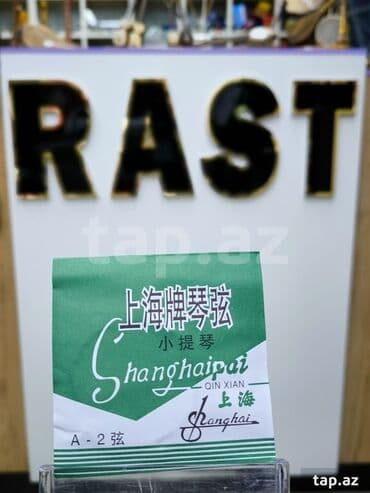 RAST
tap.az
上海牌琴弦
小提琴
Shanghaipai
QIN XIAN
上海
Shanghai
A-2弦
tap.az